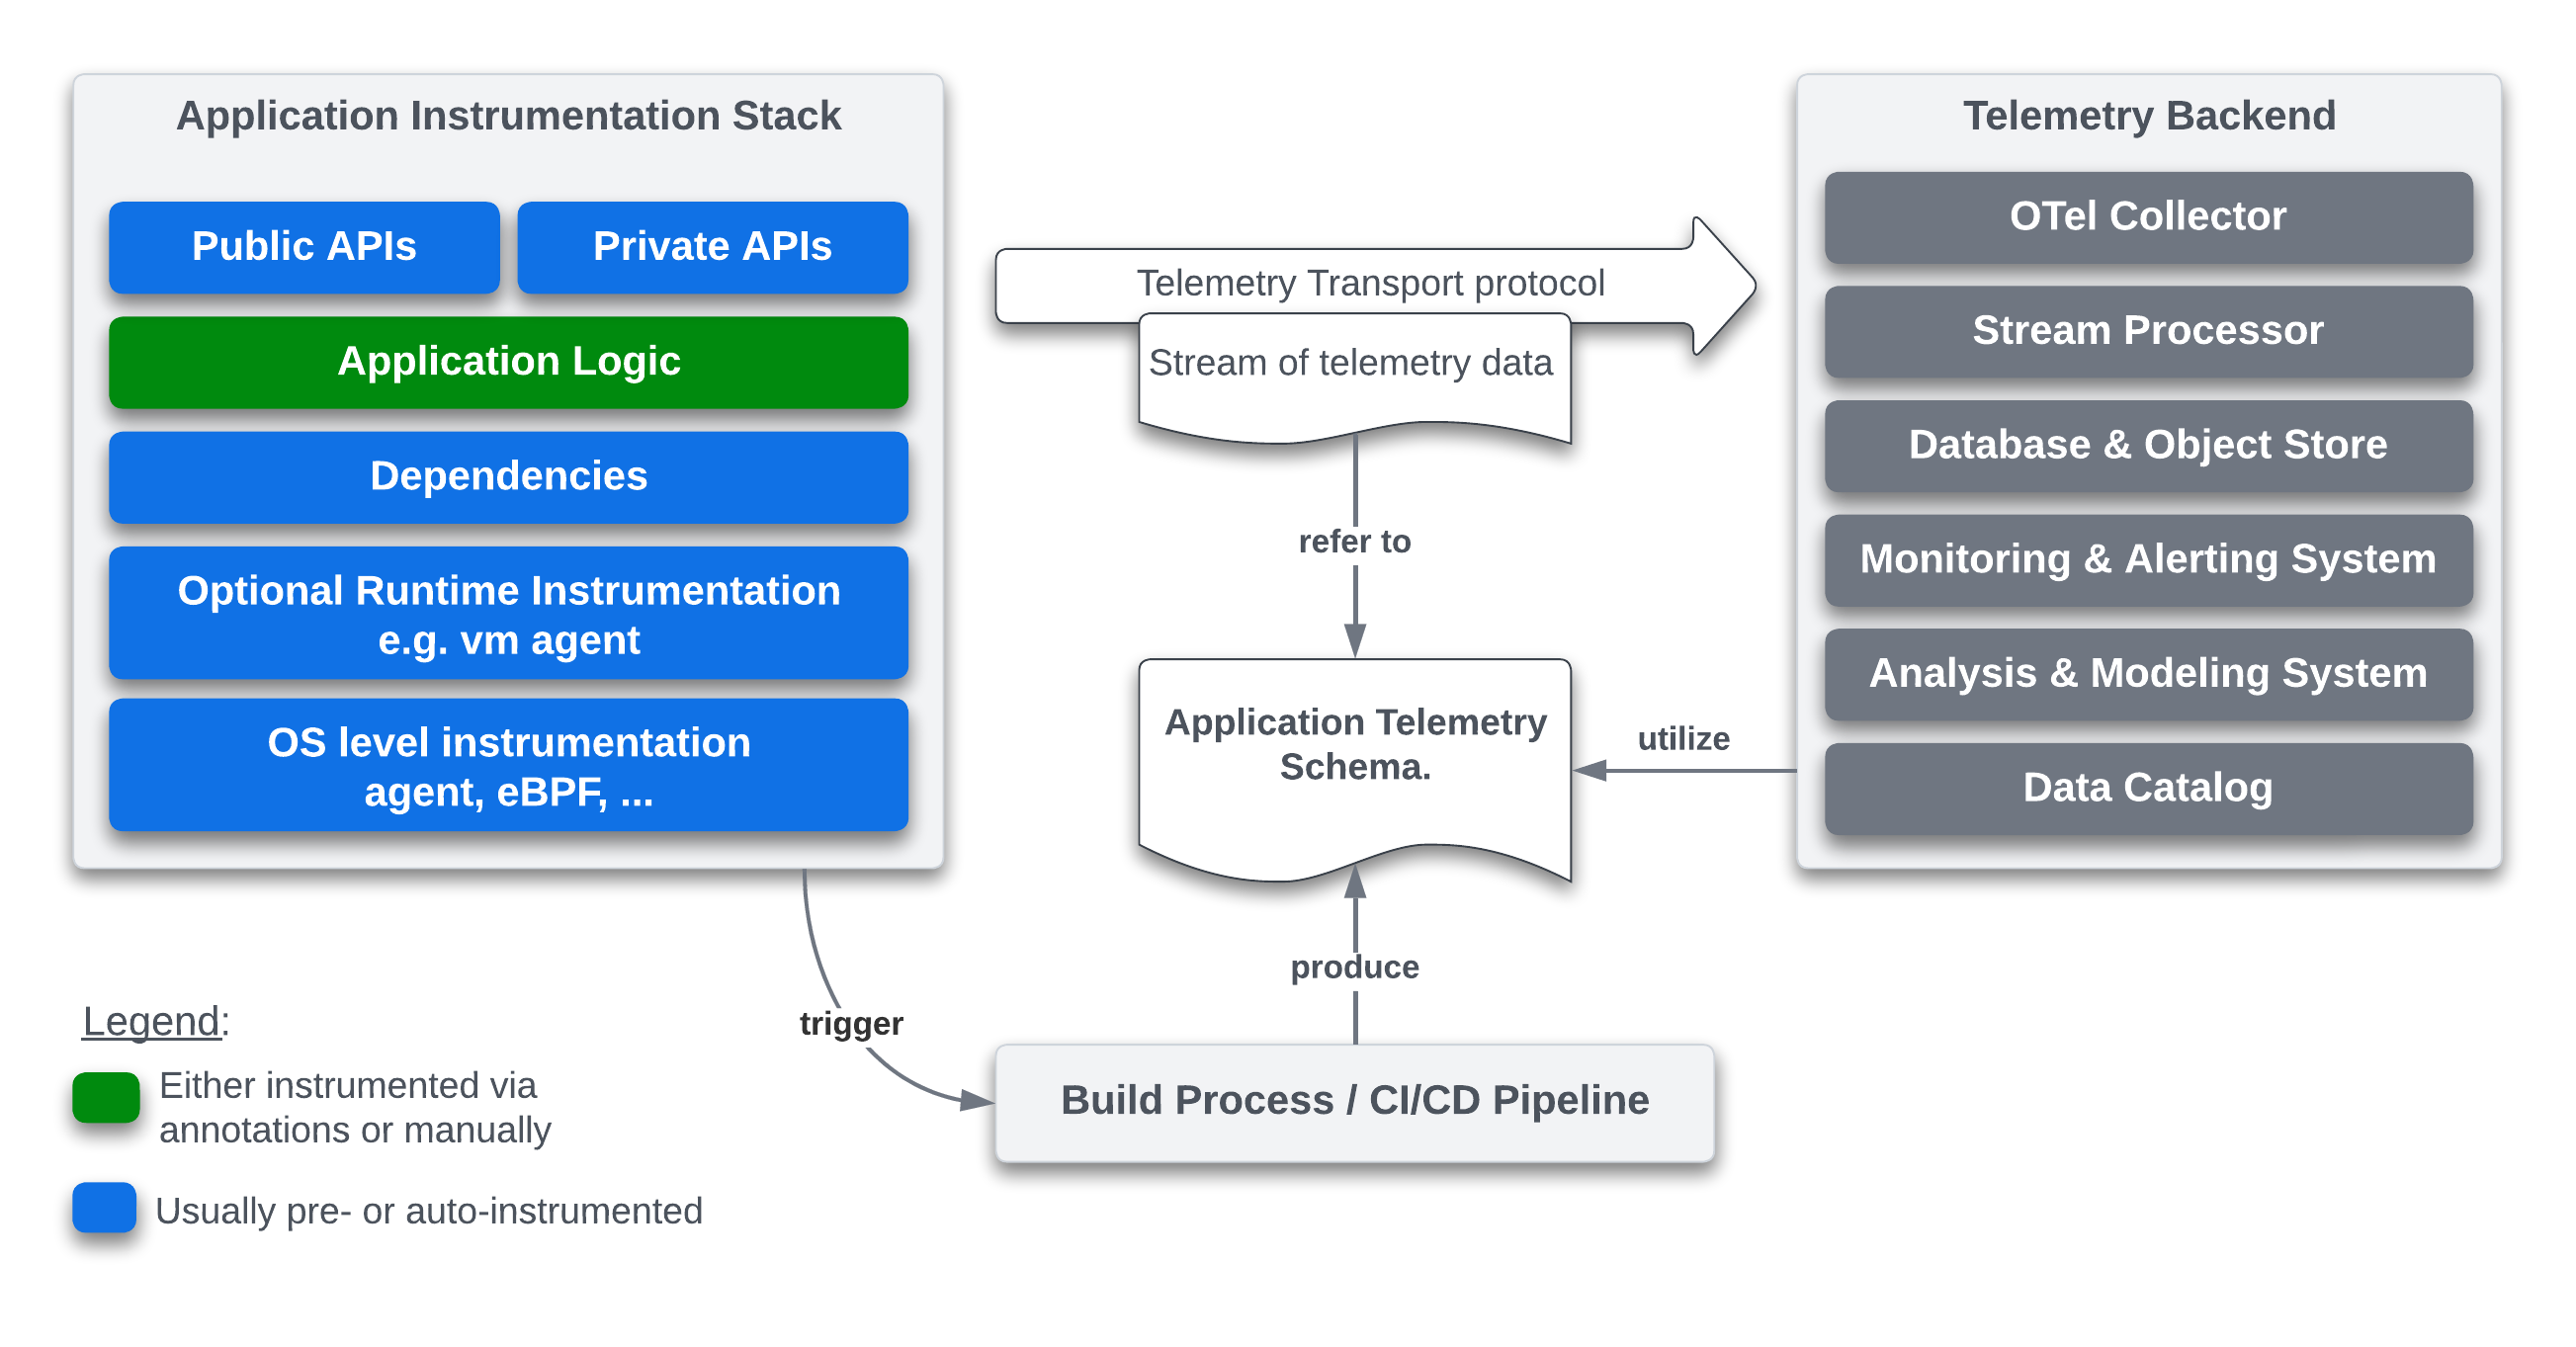 Application Instrumentation Stack
Public APIs
Private APIs
Application Logic
Dependencies
Optional Runtime Instrumentation
e.g. vm agent
OS level instrumentation
agent, eBPF, ...
Telemetry Transport protocol
Stream of telemetry data
refer to
Application Telemetry
Schema.
utilize
produce
trigger
Build Process / CI/CD Pipeline
Telemetry Backend
OTel Collector
Stream Processor
Database & Object Store
Monitoring & Alerting System
Analysis & Modeling System
Data Catalog
Legend:
Either instrumented via
annotations or manually
Usually pre- or auto-instrumented